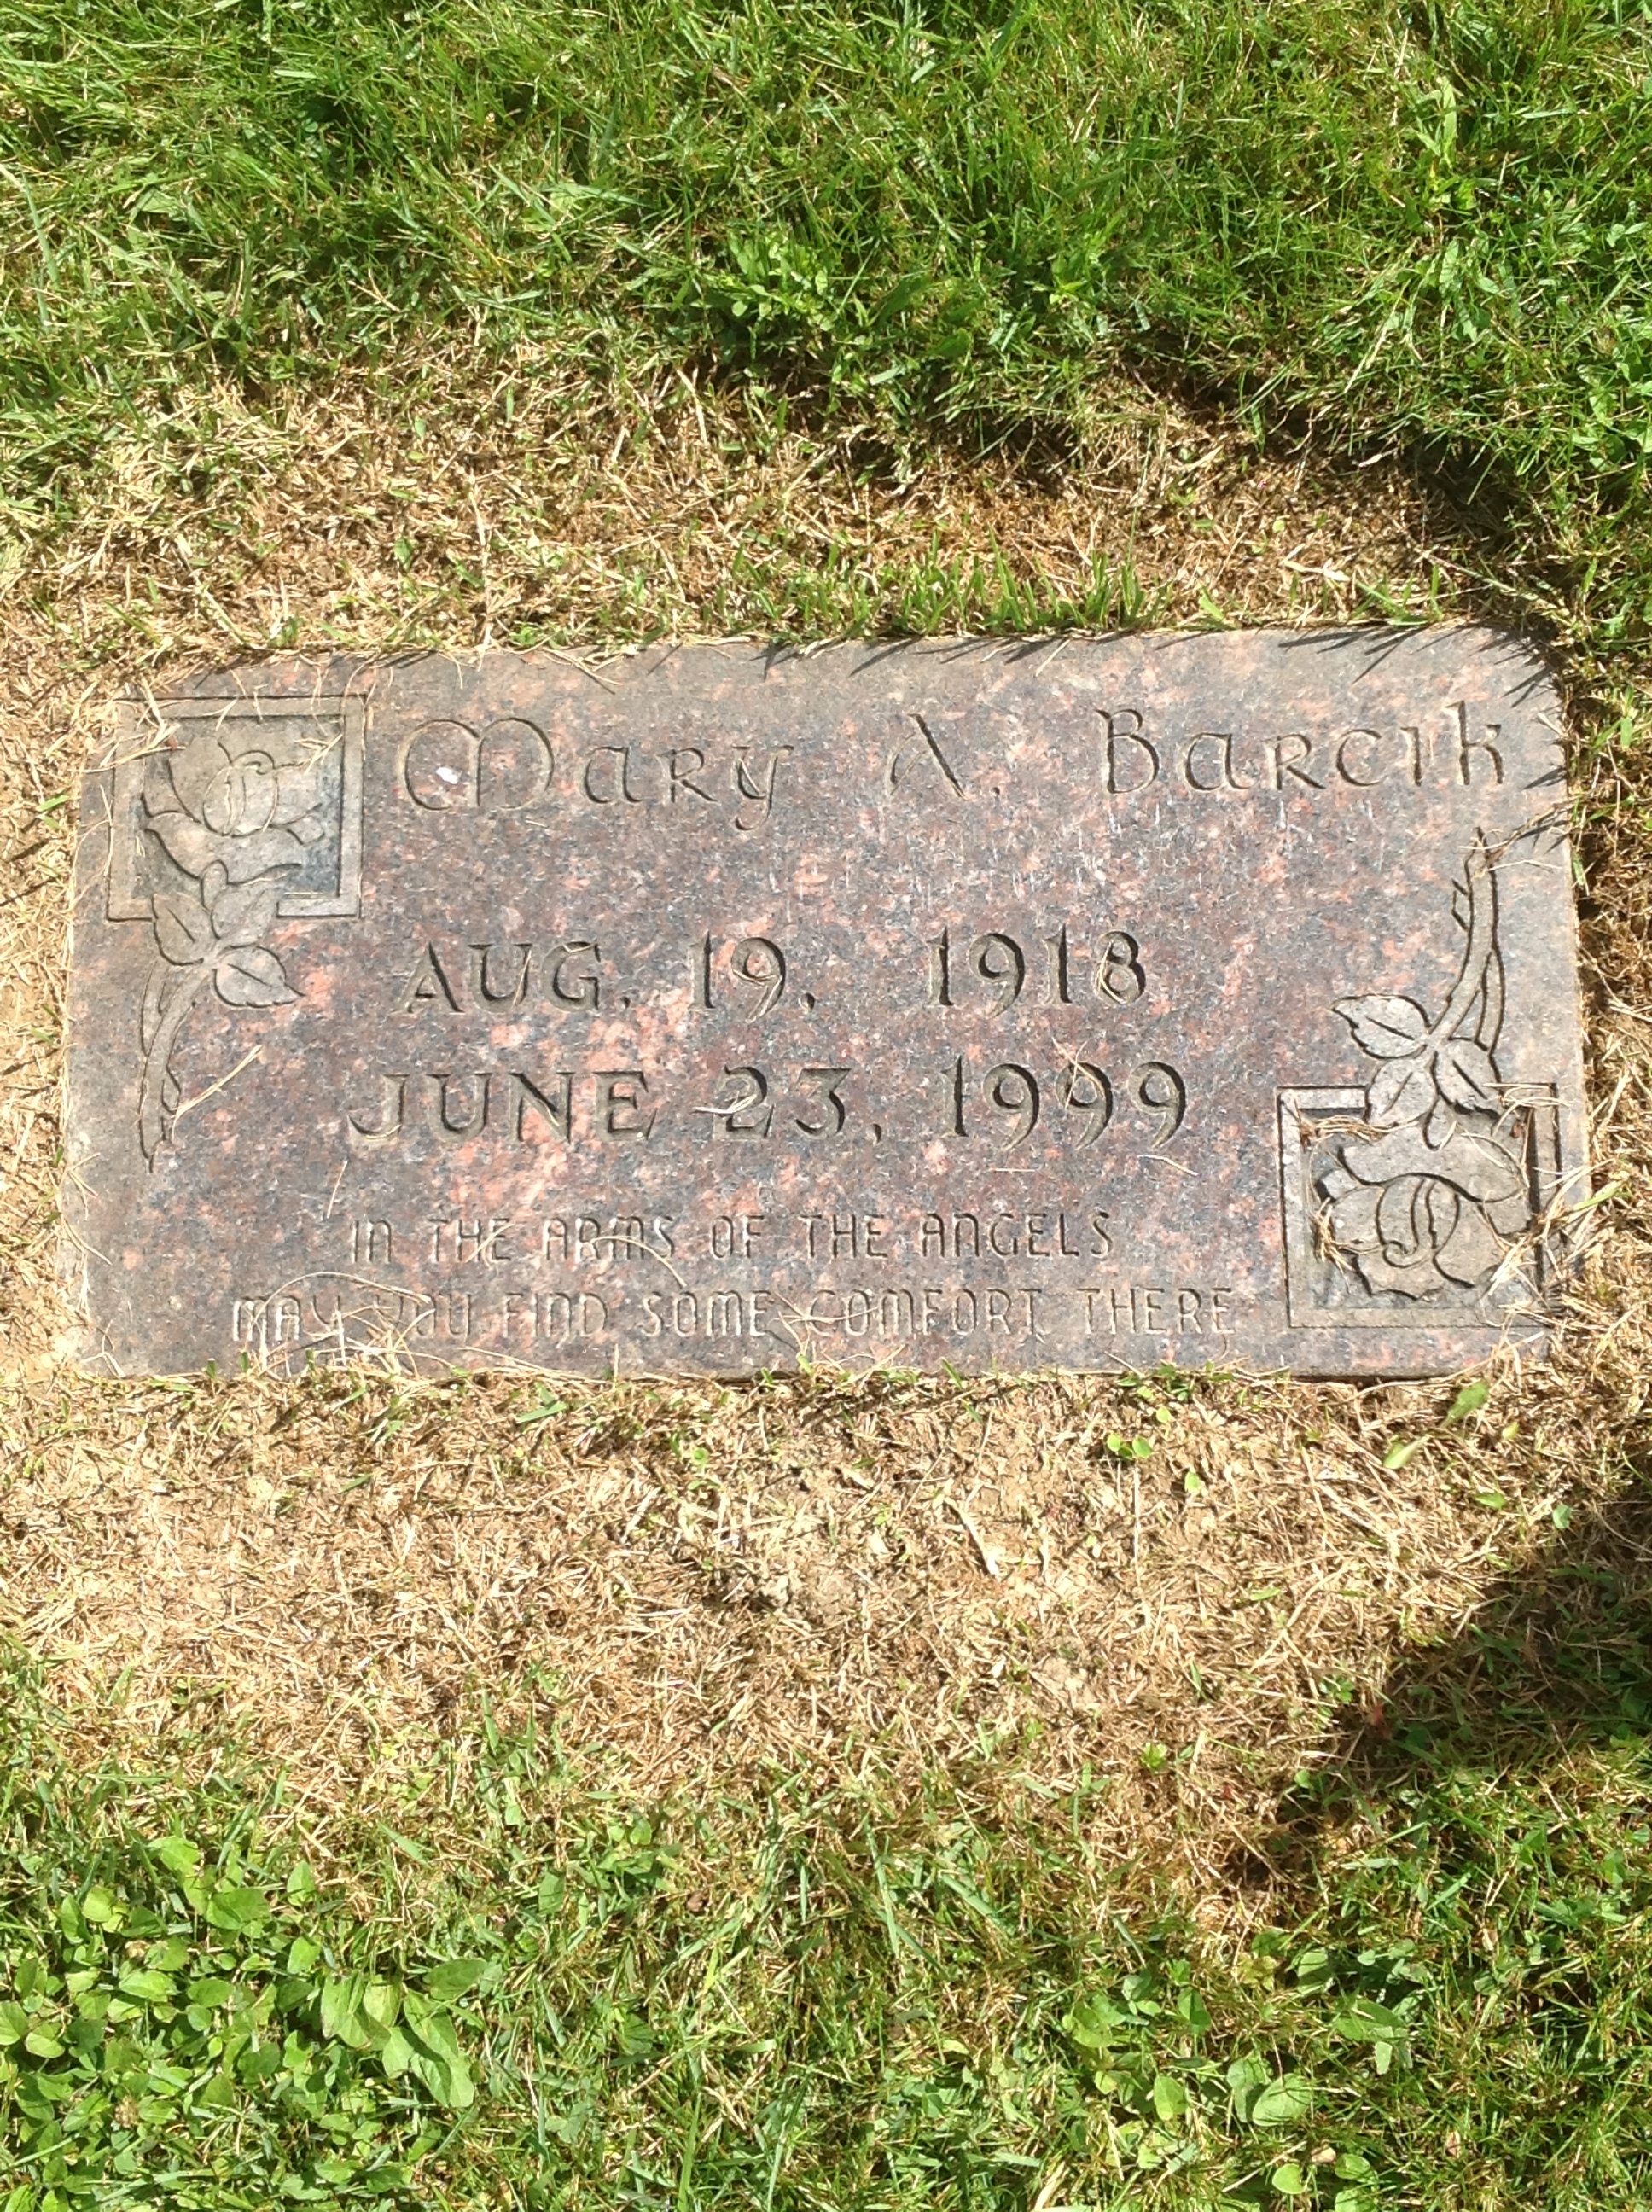 Mary A. Barcik
AUG. 19, 1918
JUNE 23, 1999
IN THE ARMS OF THE ANGELS
MAY YOU FIND SOME COMFORT THERE